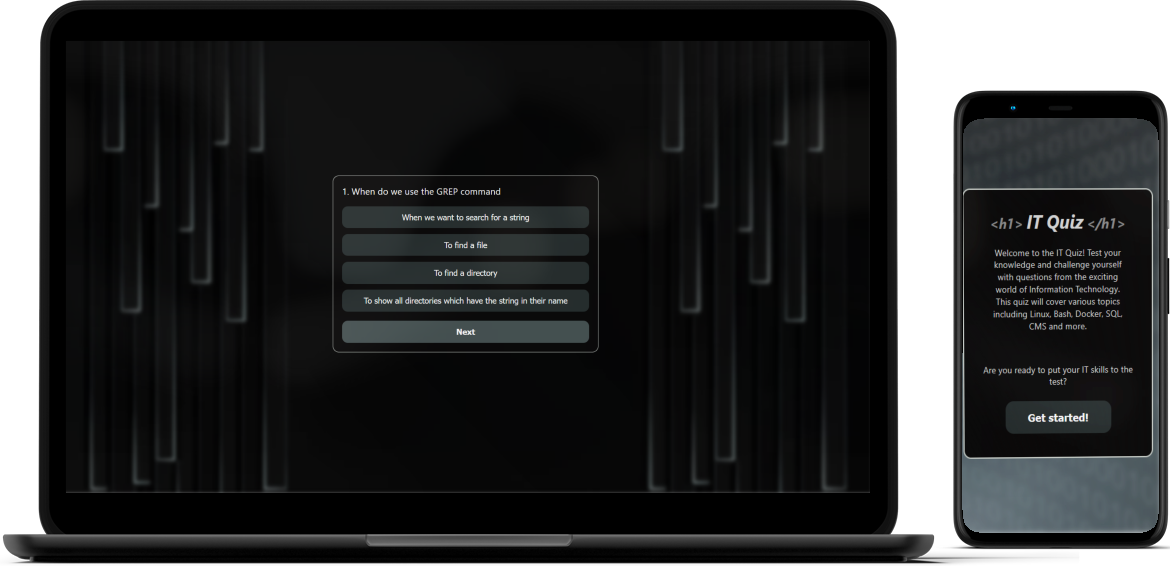 1. When do we use the GREP command
When we want to search for a string
To find a file
To find a directory
To show all directories which have the string in their name
Next
<h1> IT Quiz </h1>
Welcome to the IT Quiz! Test your
knowledge and challenge yourself
with questions from the exciting
world of Information Technology.
This quiz will cover various topics
including Linux, Bash, Docker, SQL,
CMS and more.
Are you ready to put your IT skills to the
test?
Get started!